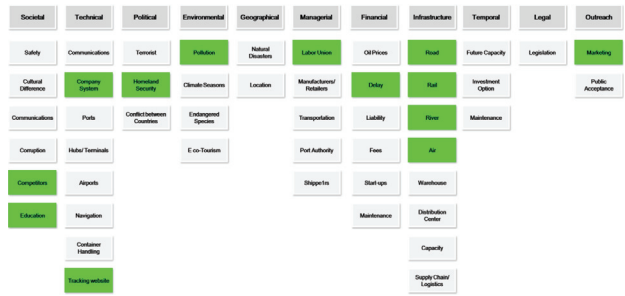 Societal
Technical
Political
Environmental
Geographical
Managerial
Financial
Infrastructure
Temporal
Legal
Outreach
Safety
Communications
Terrorist
Pollution
Natural
Disasters
Labor Union
Oil Prices
Road
Future Capacity
Legislation
Marketing
Cultural
Difference
Company
System
Homeland
Security
Climate Seasons
Location
Manufacturers/
Retailers
Delay
Rail
Investment
Option
Public
Acceptance
Communications
Ports
Conflict between
Countries
Endangered
Species
Transportation
Liability
River
Maintenance
Corruption
Hubs/ Terminals
E co-Tourism
Port Authority
Fees
Air
Competitors
Airports
Shippe1rs
Start-ups
Warehouse
Education
Navigation
Maintenance
Distribution
Center
Container
Handling
Capacity
Tracking website
Supply Chain/
Logistics